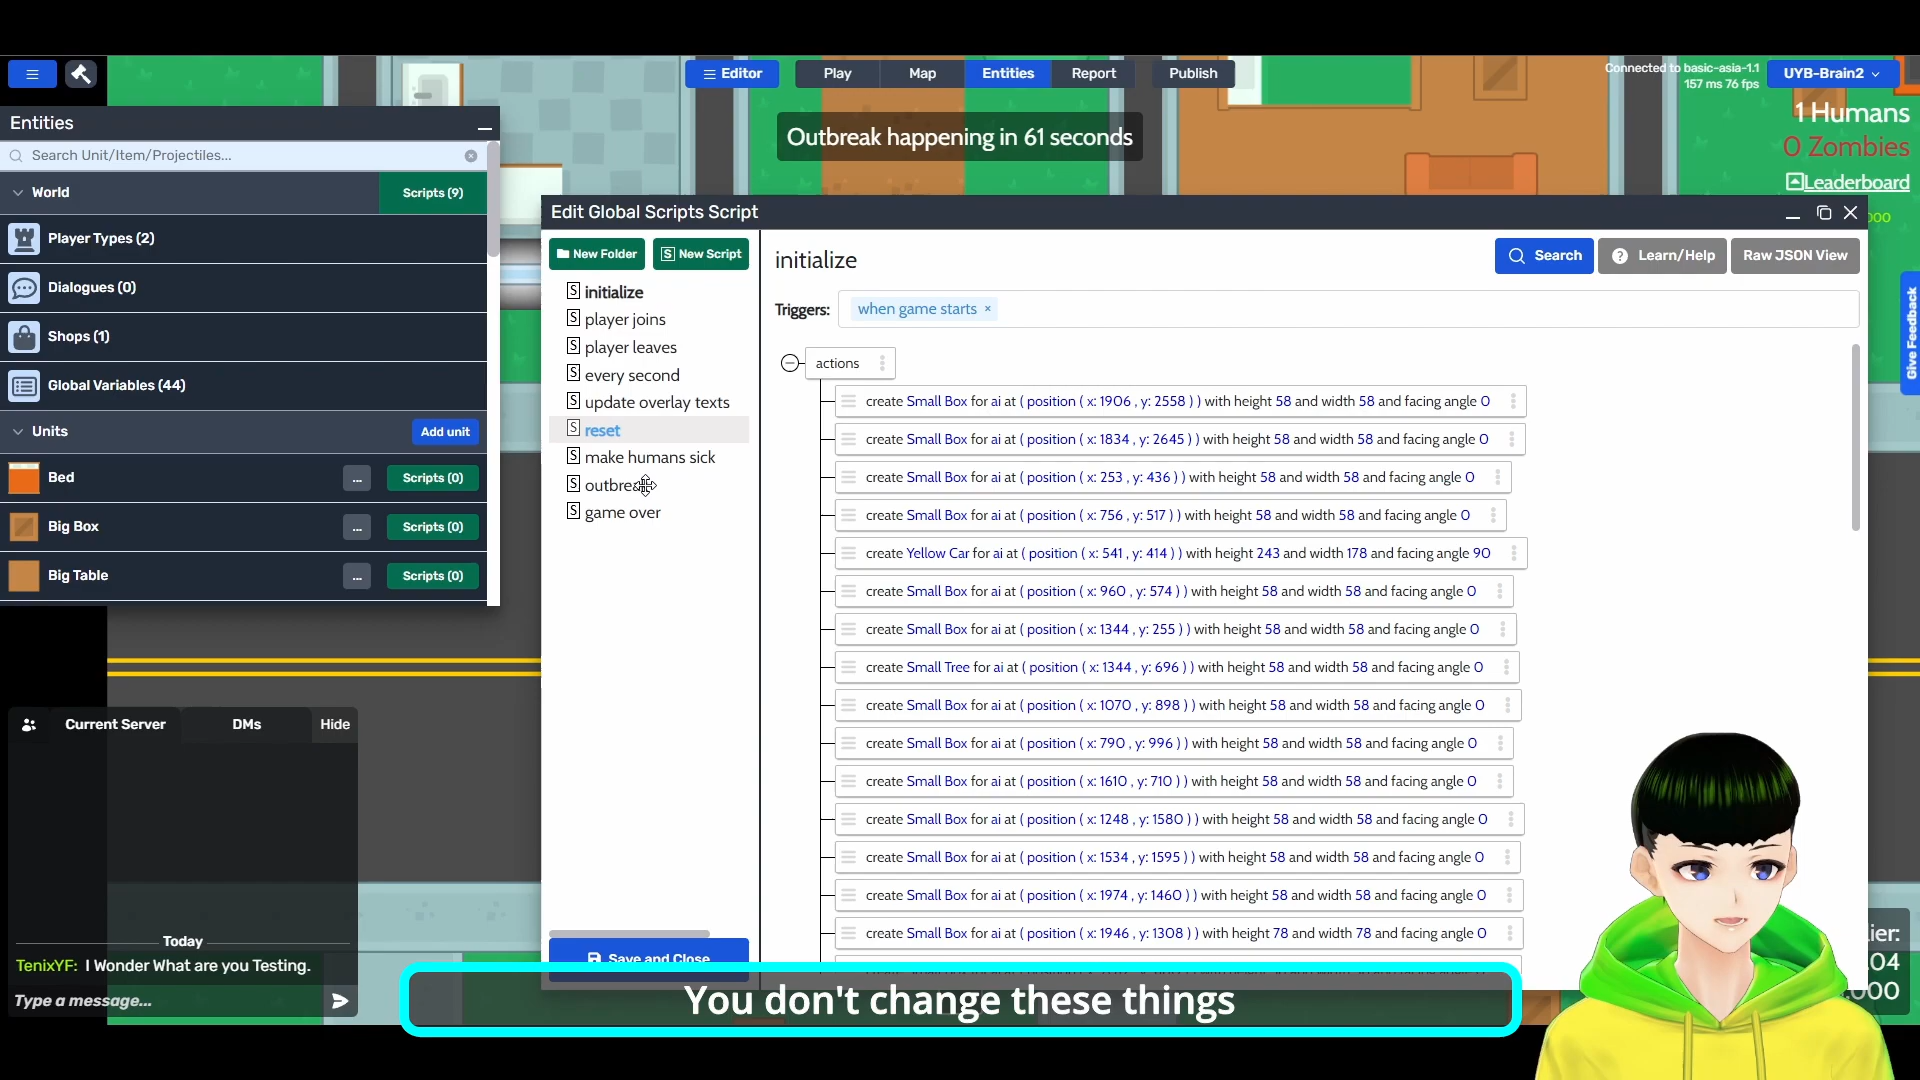 Editor
Play
Map
Entities
Report
Publish
Connected to basic-asia-1.1
157 ms 76 fps
UYB-Brain2
1 Humans
0 Zombies
Leaderboard
Outbreak happening in 61 seconds
Entities
Search Unit/Item/Projectiles...
World
Scripts (9)
Player Types (2)
Dialogues (0)
Shops (1)
Global Variables (44)
Units
Add unit
Bed
...
Scripts (0)
Big Box
...
Scripts (0)
Big Table
...
Scripts (0)
Edit Global Scripts Script
New Folder
S New Script
S initialize
S player joins
S player leaves
S every second
S update overlay texts
S reset
S make humans sick
S outbreak
S game over
Save and Close
initialize
Search
? Learn/Help
Raw JSON View
Triggers:
when game starts ×
actions
create Small Box for ai at ( position ( x: 1906 , y: 2558 ) ) with height 58 and width 58 and facing angle 0
create Small Box for ai at ( position ( x: 1834 , y: 2645 ) ) with height 58 and width 58 and facing angle 0
create Small Box for ai at ( position ( x: 253 , y: 436 ) ) with height 58 and width 58 and facing angle 0
create Small Box for ai at ( position ( x: 756 , y: 517 ) ) with height 58 and width 58 and facing angle 0
create Yellow Car for ai at ( position ( x: 541 , y: 414 ) ) with height 243 and width 178 and facing angle 90
create Small Box for ai at ( position ( x: 960 , y: 574 ) ) with height 58 and width 58 and facing angle 0
create Small Box for ai at ( position ( x: 1344 , y: 255 ) ) with height 58 and width 58 and facing angle 0
create Small Tree for ai at ( position ( x: 1344 , y: 696 ) ) with height 58 and width 58 and facing angle 0
create Small Box for ai at ( position ( x: 1070 , y: 898 ) ) with height 58 and width 58 and facing angle 0
create Small Box for ai at ( position ( x: 790 , y: 996 ) ) with height 58 and width 58 and facing angle 0
create Small Box for ai at ( position ( x: 1610 , y: 710 ) ) with height 58 and width 58 and facing angle 0
create Small Box for ai at ( position ( x: 1248 , y: 1580 ) ) with height 58 and width 58 and facing angle 0
create Small Box for ai at ( position ( x: 1534 , y: 1595 ) ) with height 58 and width 58 and facing angle 0
create Small Box for ai at ( position ( x: 1974 , y: 1460 ) ) with height 58 and width 58 and facing angle 0
create Small Box for ai at ( position ( x: 1946 , y: 1308 ) ) with height 78 and width 78 and facing angle 0
Give Feedback
Current Server
DMs
Hide
Today
TenixYF: I Wonder What are you Testing.
Type a message...
You don't change these things